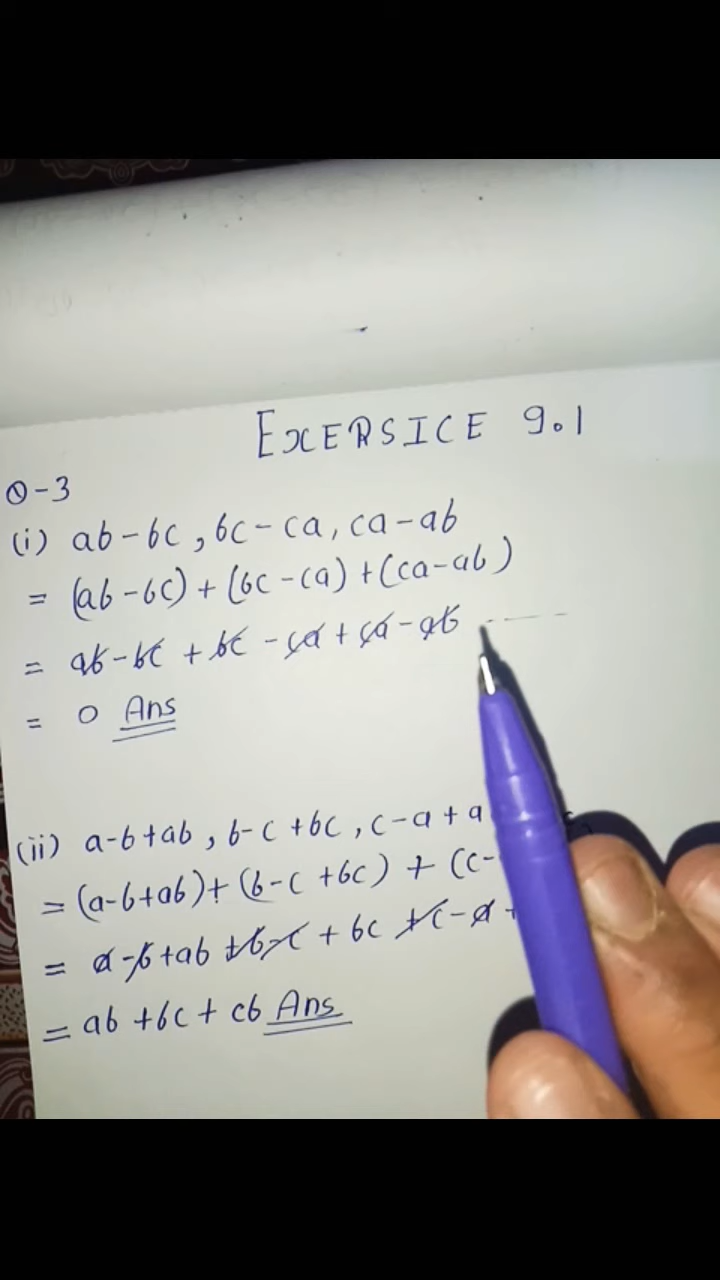 EXERSICE 9.1
Q-3
(i) ab-bc, bc-ca, ca-ab
= (ab-bc)+(bc-ca)+(ca-ab)
= ab-bc+bc-ca+ca-ab
= 0 Ans
(ii) a-b+ab, b-c+bc, c-a+a
= (a-b+ab)+(b-c+bc)+(c-
= a-b+ab+b-c+bc+c-a+
= ab+bc+cb Ans